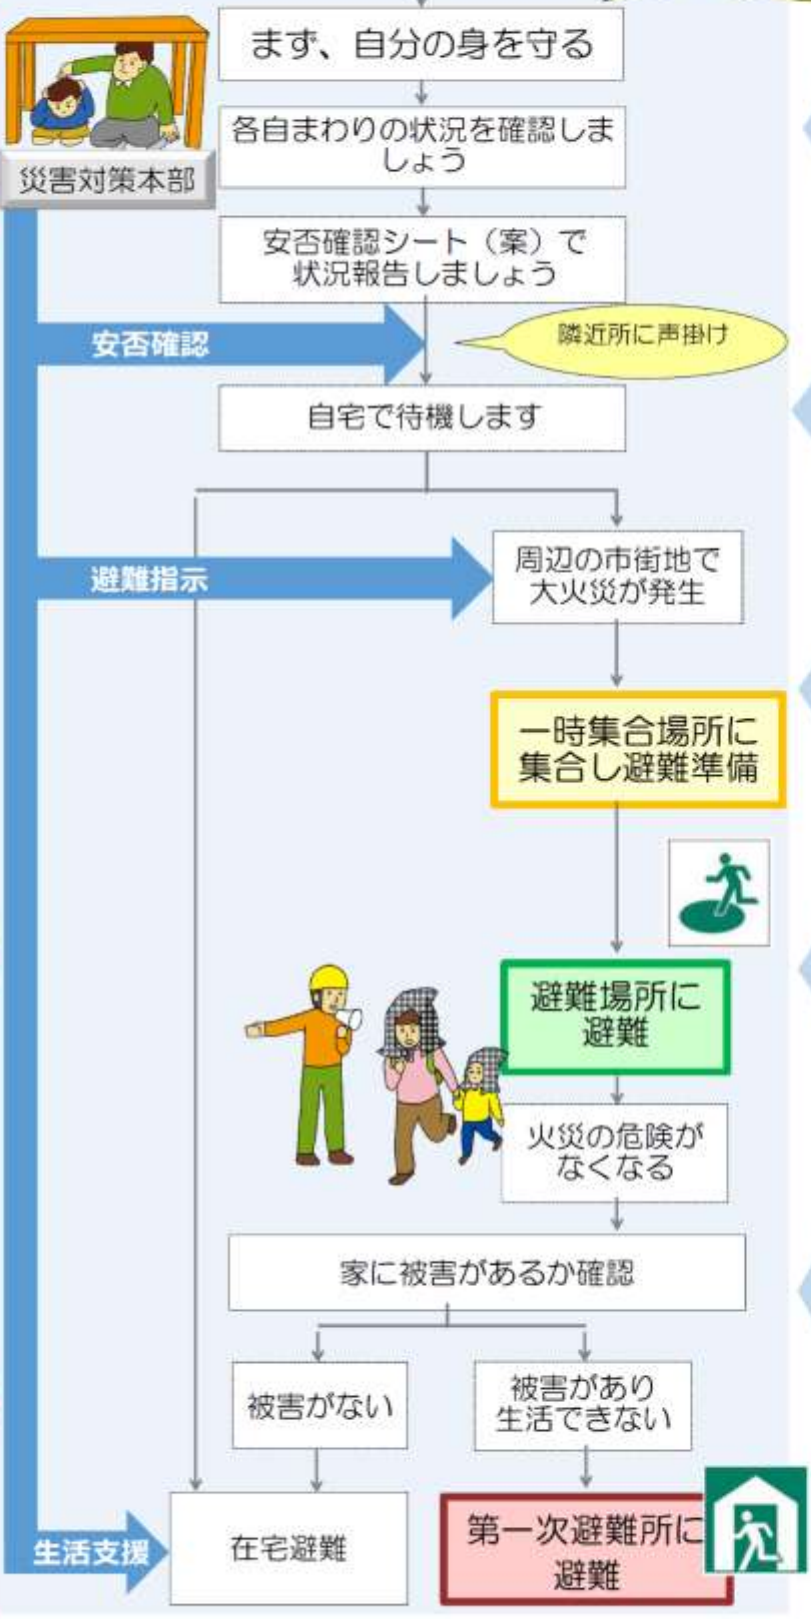 まず、自分の身を守る
各自まわりの状況を確認しま
しょう
災害対策本部
安否確認シート（案）で
状況報告しましょう
安否確認
隣近所に声掛け
自宅で待機します
避難指示
周辺の市街地で
大火災が発生
一時集合場所に
集合し避難準備
避難場所に
避難
火災の危険が
なくなる
家に被害があるか確認
被害がない
被害があり
生活できない
生活支援
在宅避難
第一次避難所に
避難